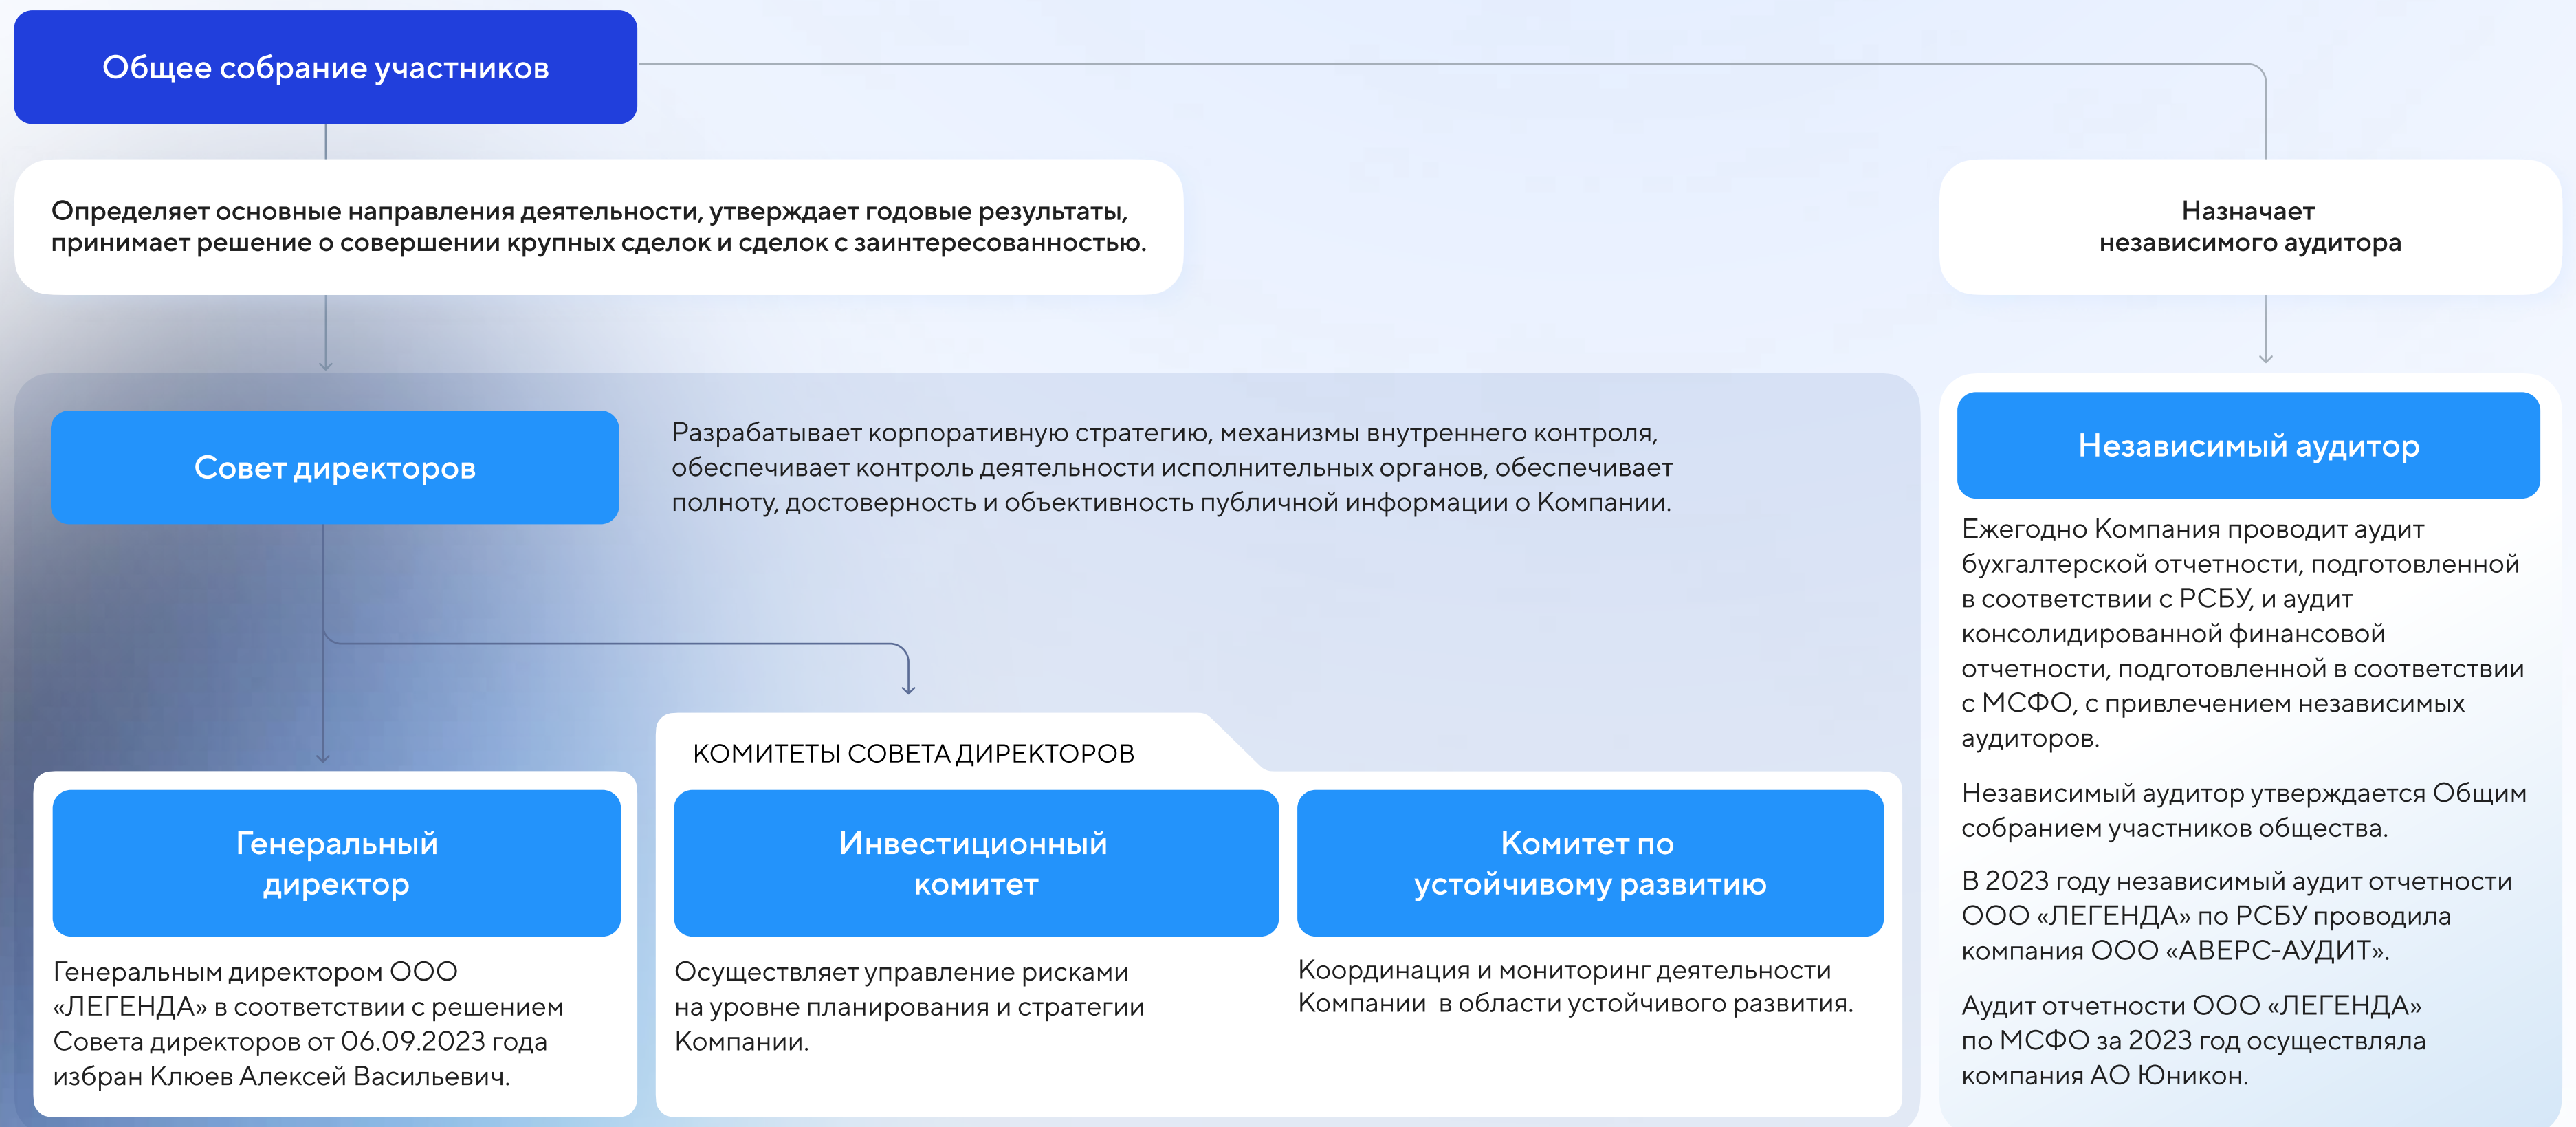 Общее собрание участников
Определяет основные направления деятельности, утверждает годовые результаты,
принимает решение о совершении крупных сделок и сделок с заинтересованностью.
Назначает
независимого аудитора
Совет директоров
Разрабатывает корпоративную стратегию, механизмы внутреннего контроля,
обеспечивает контроль деятельности исполнительных органов, обеспечивает
полноту, достоверность и объективность публичной информации о Компании.
Генеральный
директор
Генеральным директором ООО
«ЛЕГЕНДА» в соответствии с решением
Совета директоров от 06.09.2023 года
избран Клюев Алексей Васильевич.
КОМИТЕТЫ СОВЕТА ДИРЕКТОРОВ
Инвестиционный
комитет
Осуществляет управление рисками
на уровне планирования и стратегии
Компании.
Комитет по
устойчивому развитию
Координация и мониторинг деятельности
Компании  в области устойчивого развития.
Независимый аудитор
Ежегодно Компания проводит аудит
бухгалтерской отчетности, подготовленной
в соответствии с РСБУ, и аудит
консолидированной финансовой
отчетности, подготовленной в соответствии
с МСФО, с привлечением независимых
аудиторов.
Независимый аудитор утверждается Общим
собранием участников общества.
В 2023 году независимый аудит отчетности
ООО «ЛЕГЕНДА» по РСБУ проводила
компания ООО «АВЕРС-АУДИТ».
Аудит отчетности ООО «ЛЕГЕНДА»
по МСФО за 2023 год осуществляла
компания АО Юникон.